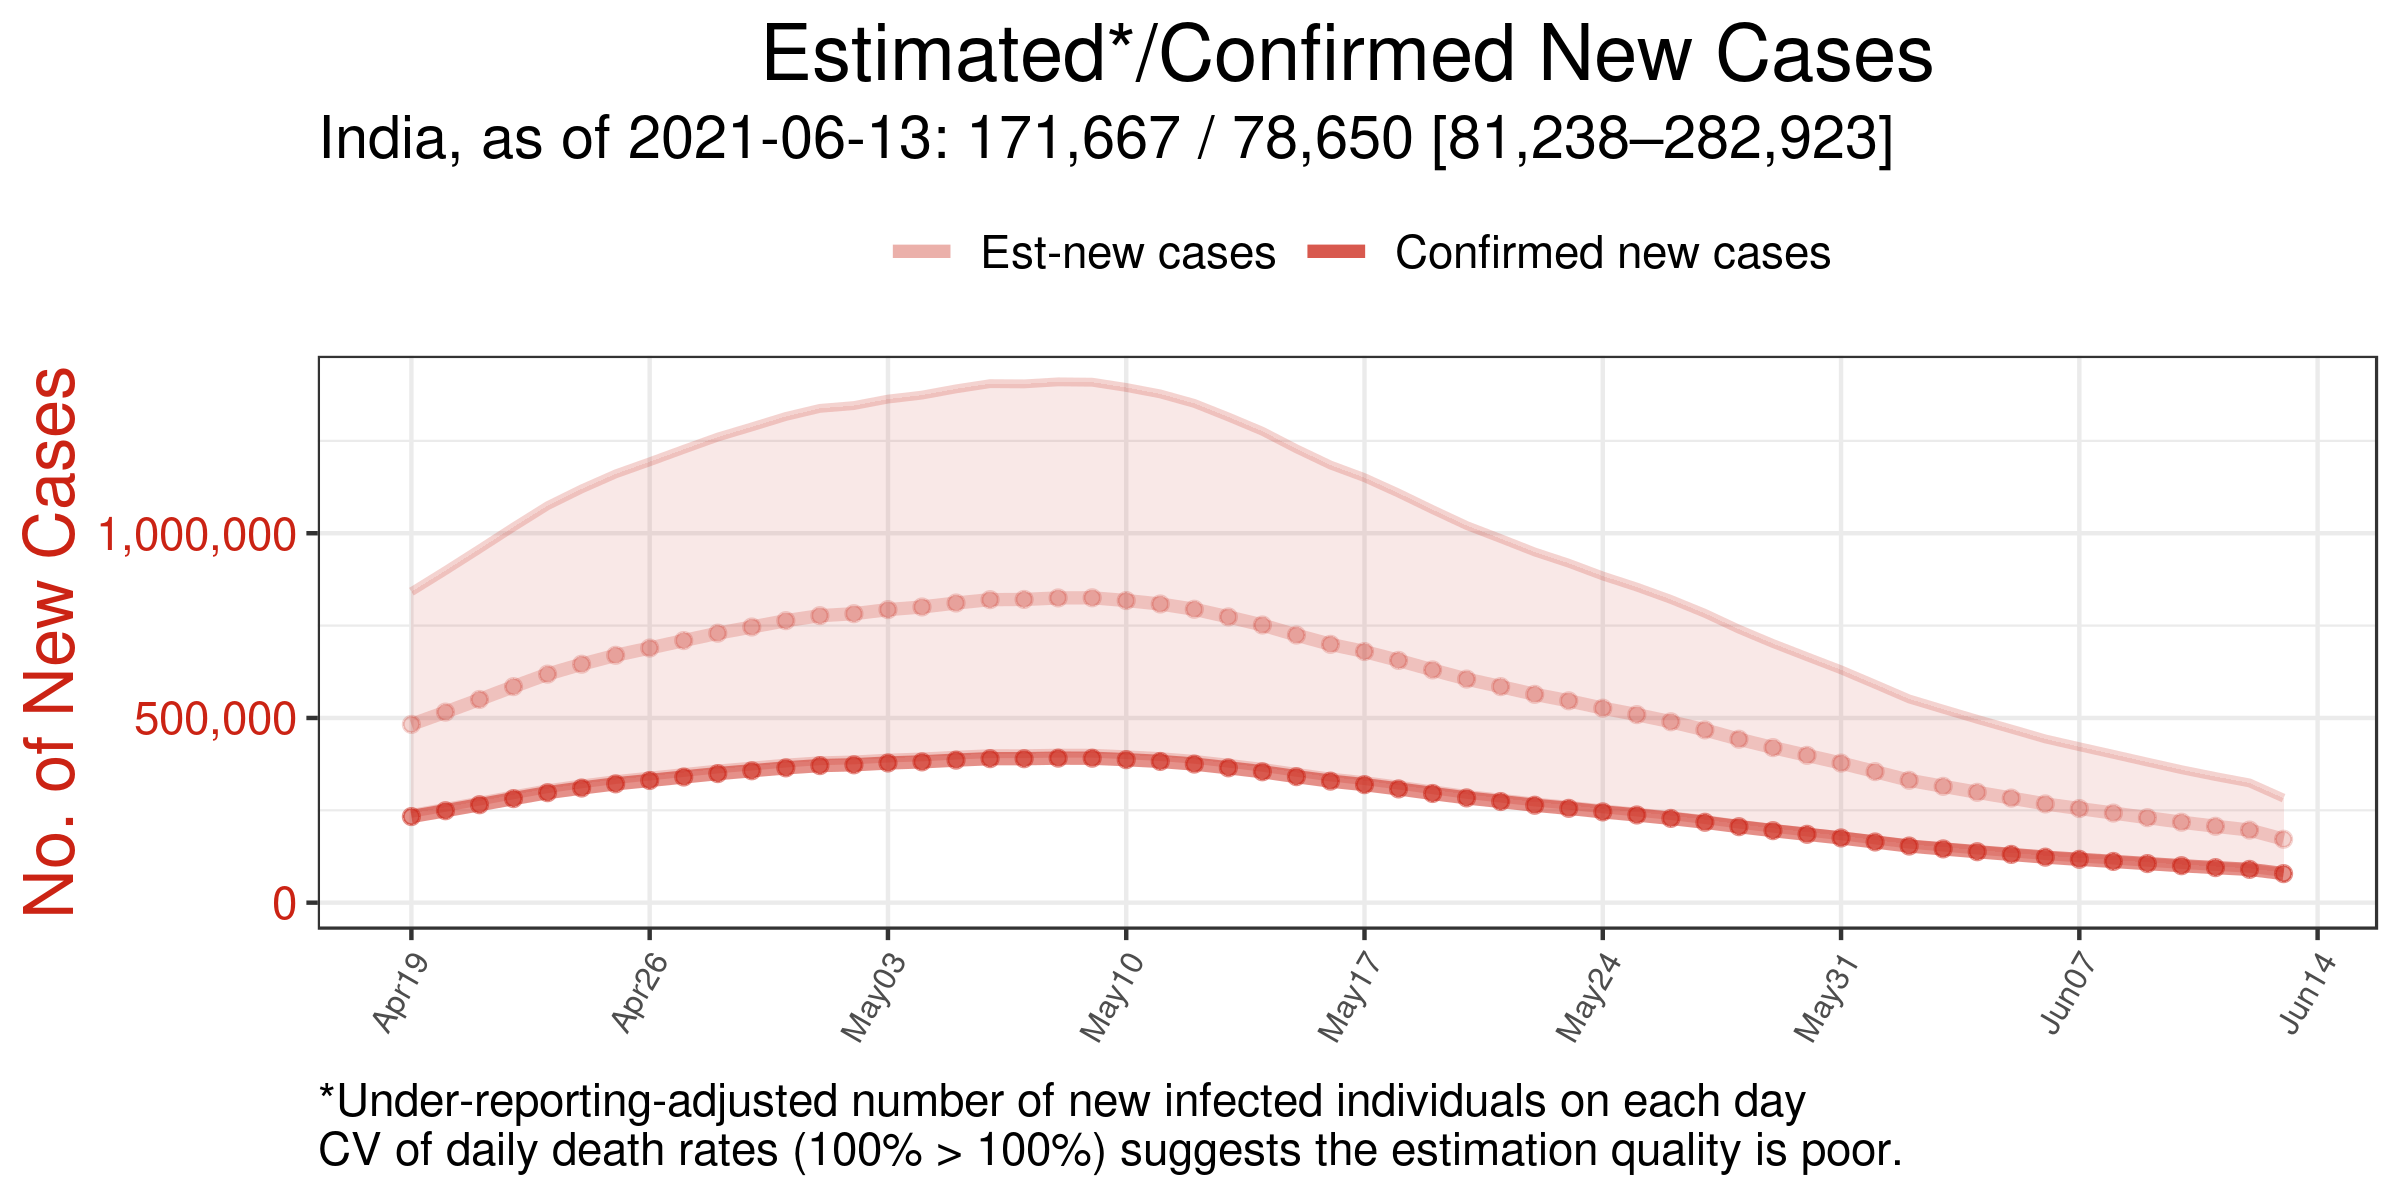 Estimated*/Confirmed New Cases
India, as of 2021-06-13: 171,667 / 78,650 [81,238–282,923]
Est-new cases
Confirmed new cases
No. of New Cases
1,000,000
500,000
0
Apr19
Apr26
May03
May10
May17
May24
May31
Jun07
Jun14
*Under-reporting-adjusted number of new infected individuals on each day
CV of daily death rates (100% > 100%) suggests the estimation quality is poor.